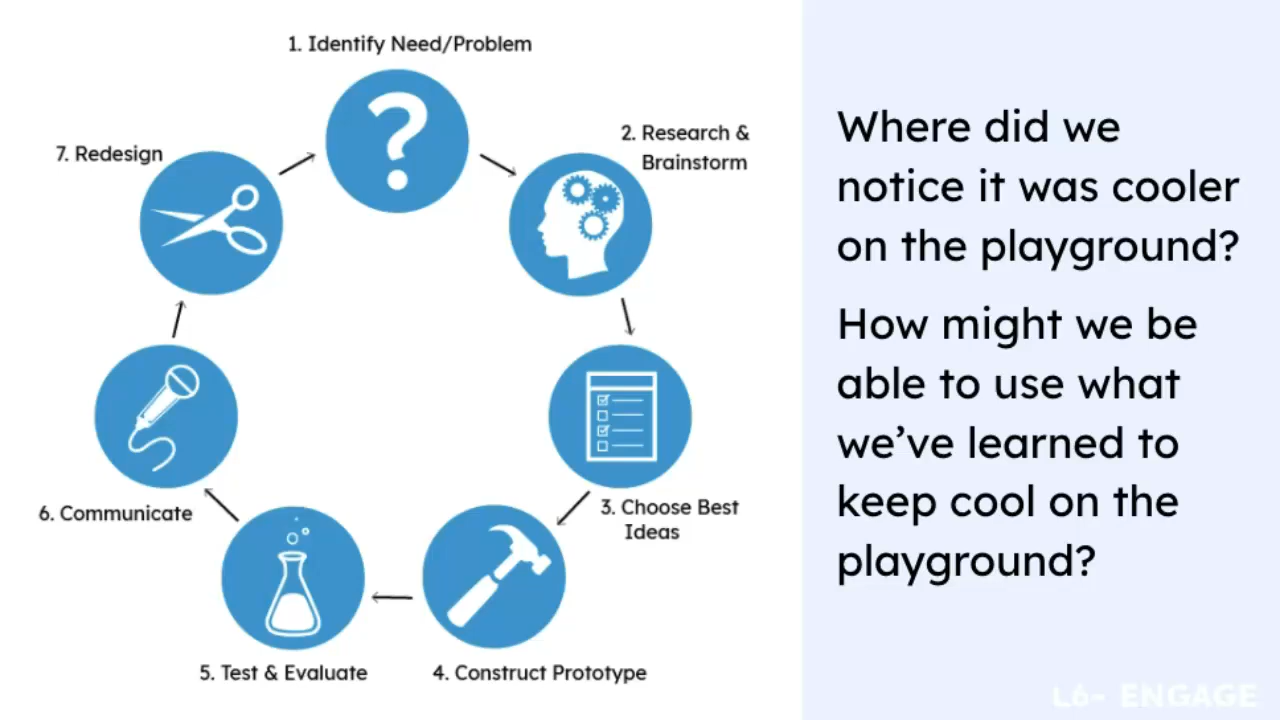 1. Identify Need/Problem
2. Research &
Brainstorm
3. Choose Best
Ideas
4. Construct Prototype
5. Test & Evaluate
6. Communicate
7. Redesign
Where did we
notice it was cooler
on the playground?
How might we be
able to use what
we’ve learned to
keep cool on the
playground?
L6- ENGAGE